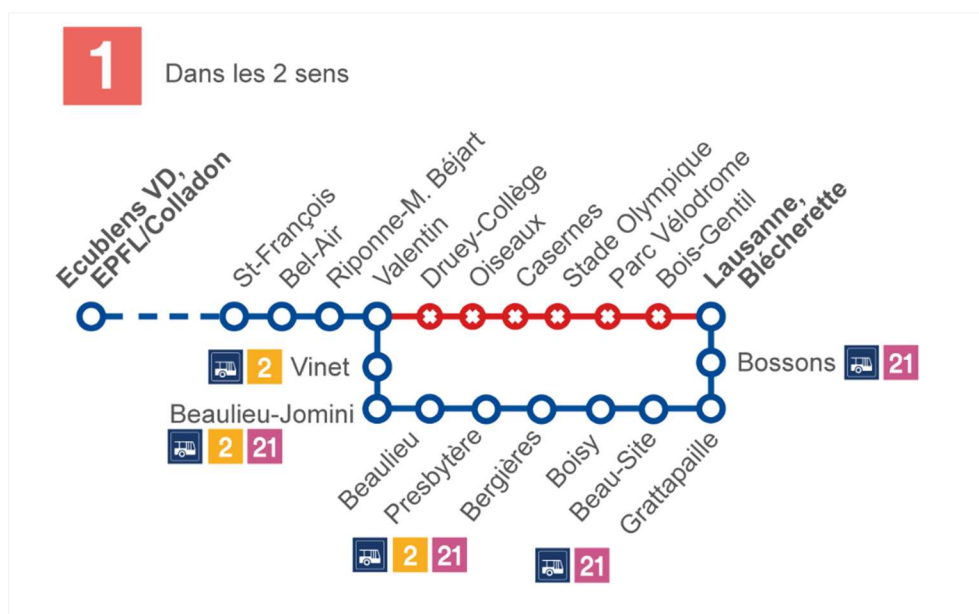 1
Dans les 2 sens
Ecublens VD,
EPFL/Colladon
St-François
Bel-Air
Riponne-M. Béjart
Valentin
Druey-Collège
Oiseaux
Casernes
Stade Olympique
Parc Vélodrome
Bois-Gentil
Lausanne,
Blécherette
2 Vinet
Bossons 21
Beaulieu-Jomini
2 21
Beaulieu
Presbytère
Bergières
Boisy
Beau-Site
Grattapaille
2 21
21